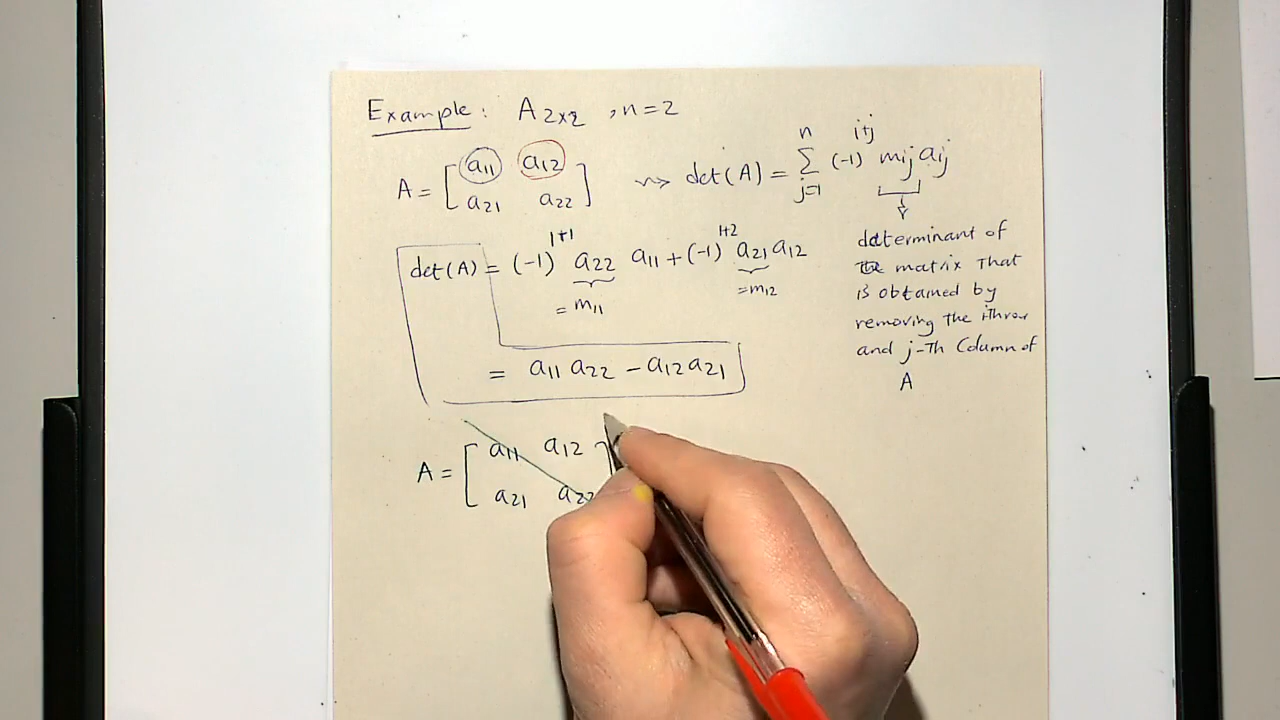 Example: A 2×2 , n=2
A = [ a11 a12
a21 a22 ] ⇝ det(A) = n ∑ j=1 (-1) i+j mij aij
determinant of
the matrix that
is obtained by
removing the ith row
and j-th Column of
A
det(A) = (-1) 1+1 a22 a11 + (-1) 1+2 a21 a12
= m11 = m12
= a11 a22 - a12 a21
A = [ a11 a12
a21 a22